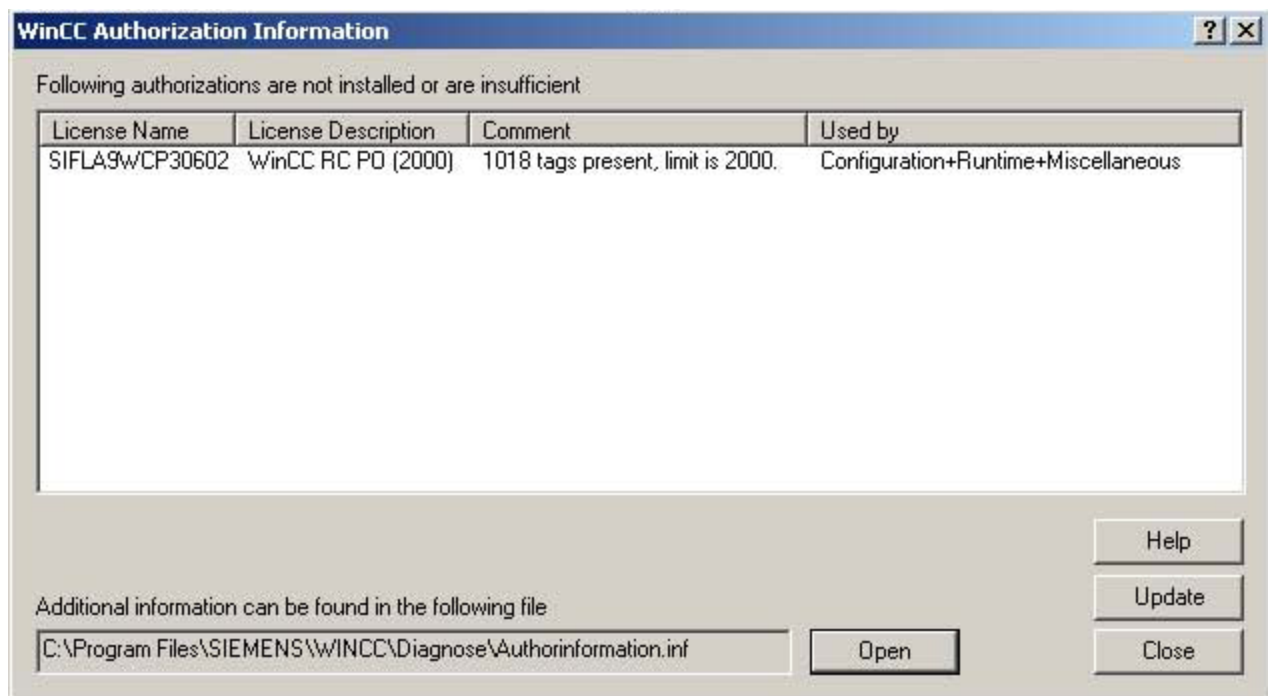 WinCC Authorization Information
Following authorizations are not installed or are insufficient
License Name License Description Comment Used by
SIFLA9WCP30602 WinCC RC PO (2000) 1018 tags present, limit is 2000. Configuration+Runtime+Miscellaneous
Help
Additional information can be found in the following file
Update
C:\Program Files\SIEMENS\WINCC\Diagnose\Authorinformation.inf Open Close